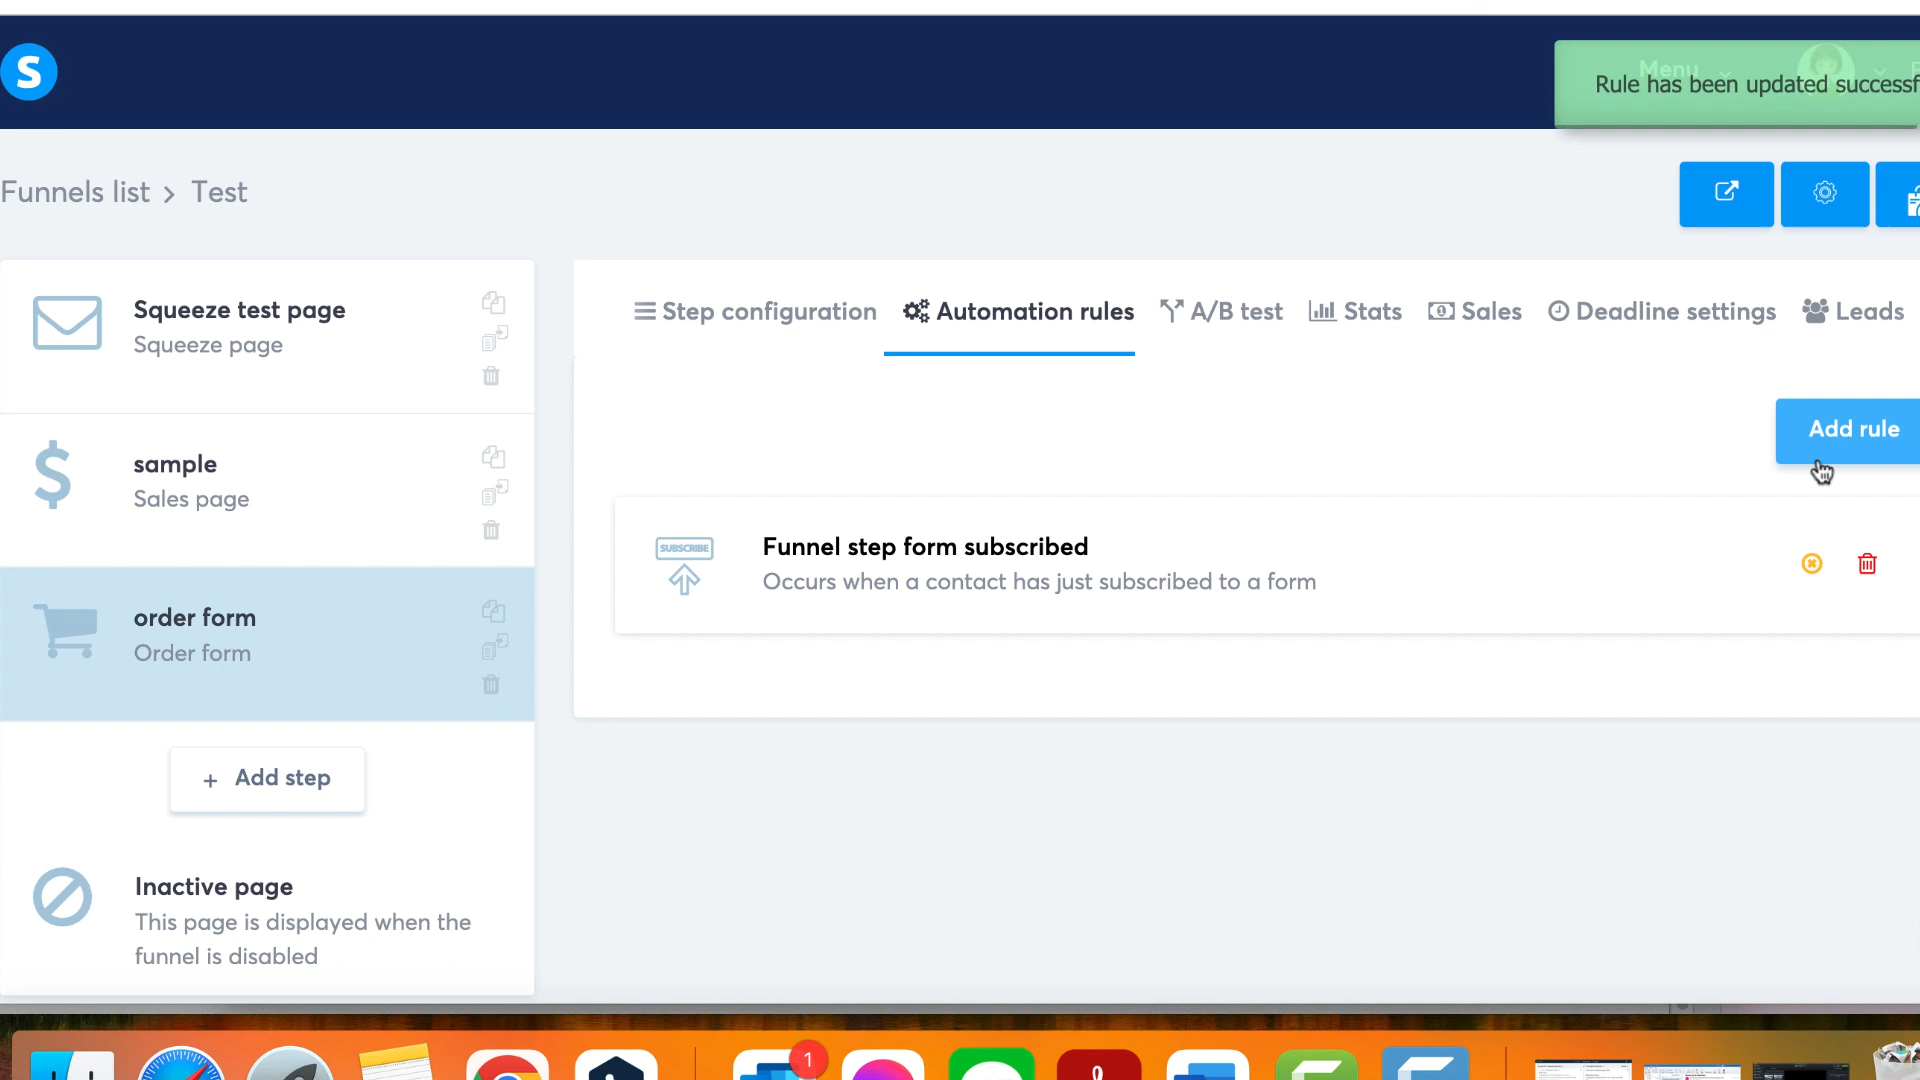 S
Menu
Rule has been updated successf
Funnels list > Test
Squeeze test page
Squeeze page
sample
Sales page
order form
Order form
+ Add step
Inactive page
This page is displayed when the
funnel is disabled
Step configuration
Automation rules
A/B test
Stats
Sales
Deadline settings
Leads
Add rule
SUBSCRIBE
Funnel step form subscribed
Occurs when a contact has just subscribed to a form
1